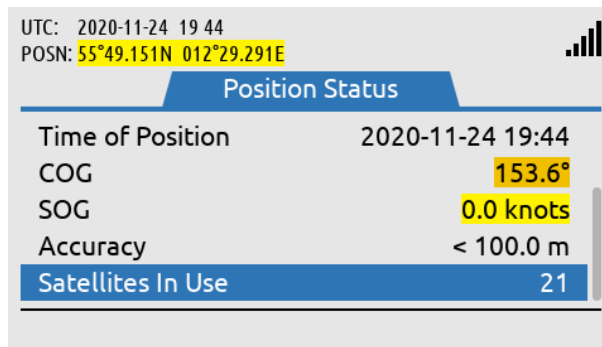 UTC: 2020-11-24 19 44
POSN: 55°49.151N 012°29.291E
Position Status
Time of Position 2020-11-24 19:44
COG 153.6°
SOG 0.0 knots
Accuracy < 100.0 m
Satellites In Use 21